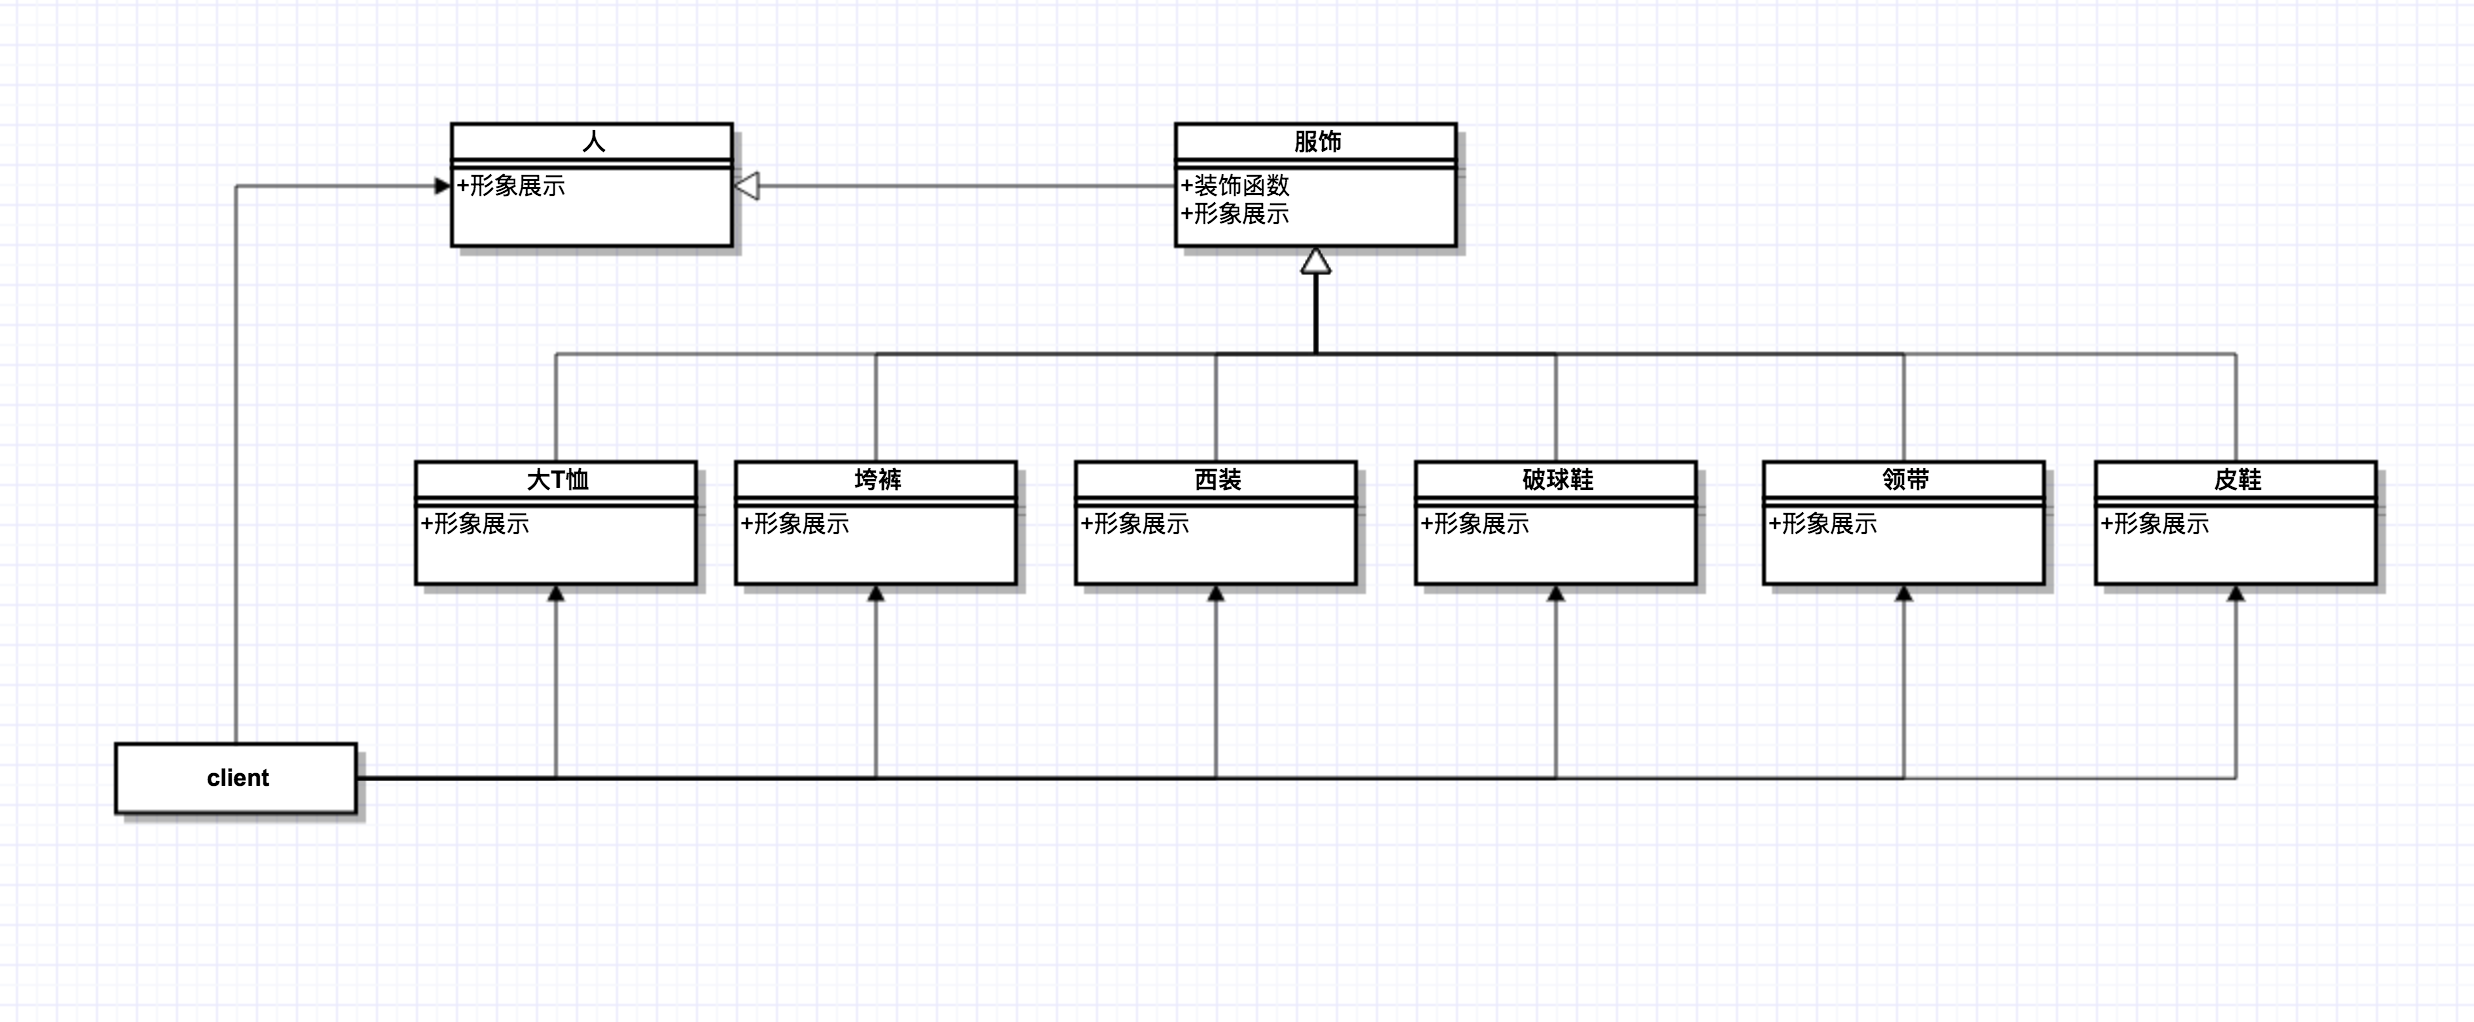 人
+形象展示
服饰
+装饰函数
+形象展示
大T恤
+形象展示
垮裤
+形象展示
西装
+形象展示
破球鞋
+形象展示
领带
+形象展示
皮鞋
+形象展示
client